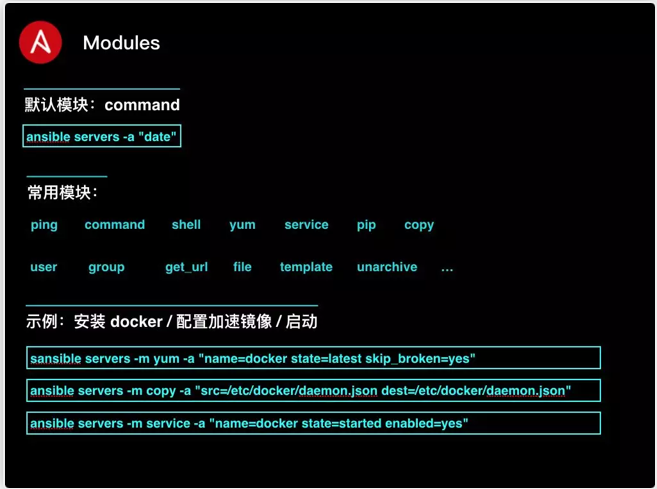 Modules
默认模块：command
ansible servers -a "date"
常用模块：
ping command shell yum service pip copy
user group get_url file template unarchive ...
示例：安装 docker / 配置加速镜像 / 启动
sansible servers -m yum -a "name=docker state=latest skip_broken=yes"
ansible servers -m copy -a "src=/etc/docker/daemon.json dest=/etc/docker/daemon.json"
ansible servers -m service -a "name=docker state=started enabled=yes"